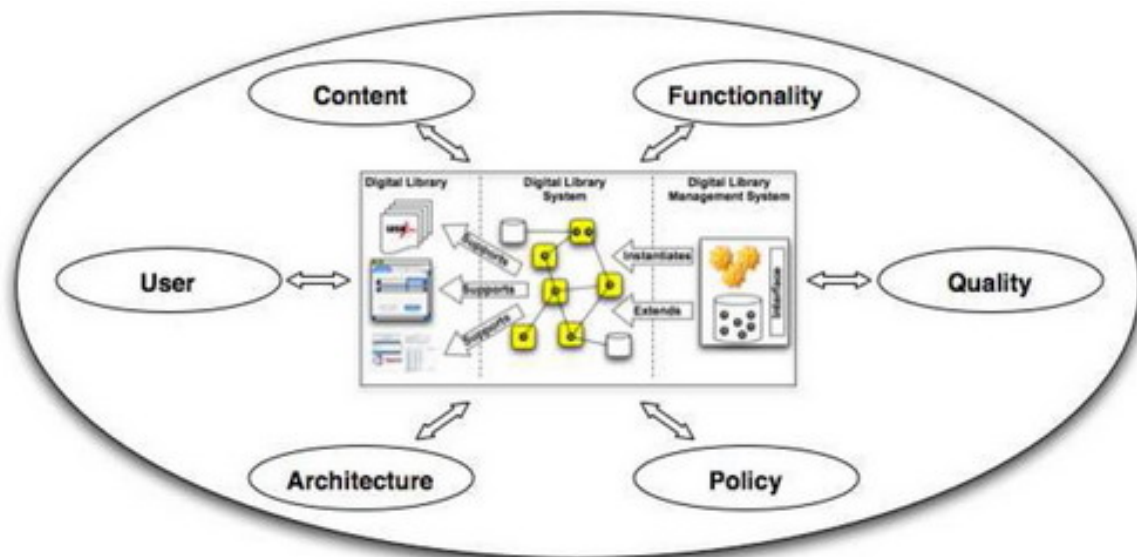 Content
Functionality
Digital Library
Digital Library
System
Digital Library
Management System
Supports
Instantiates
User
Supports
Interface
Quality
Supports
Extends
Architecture
Policy